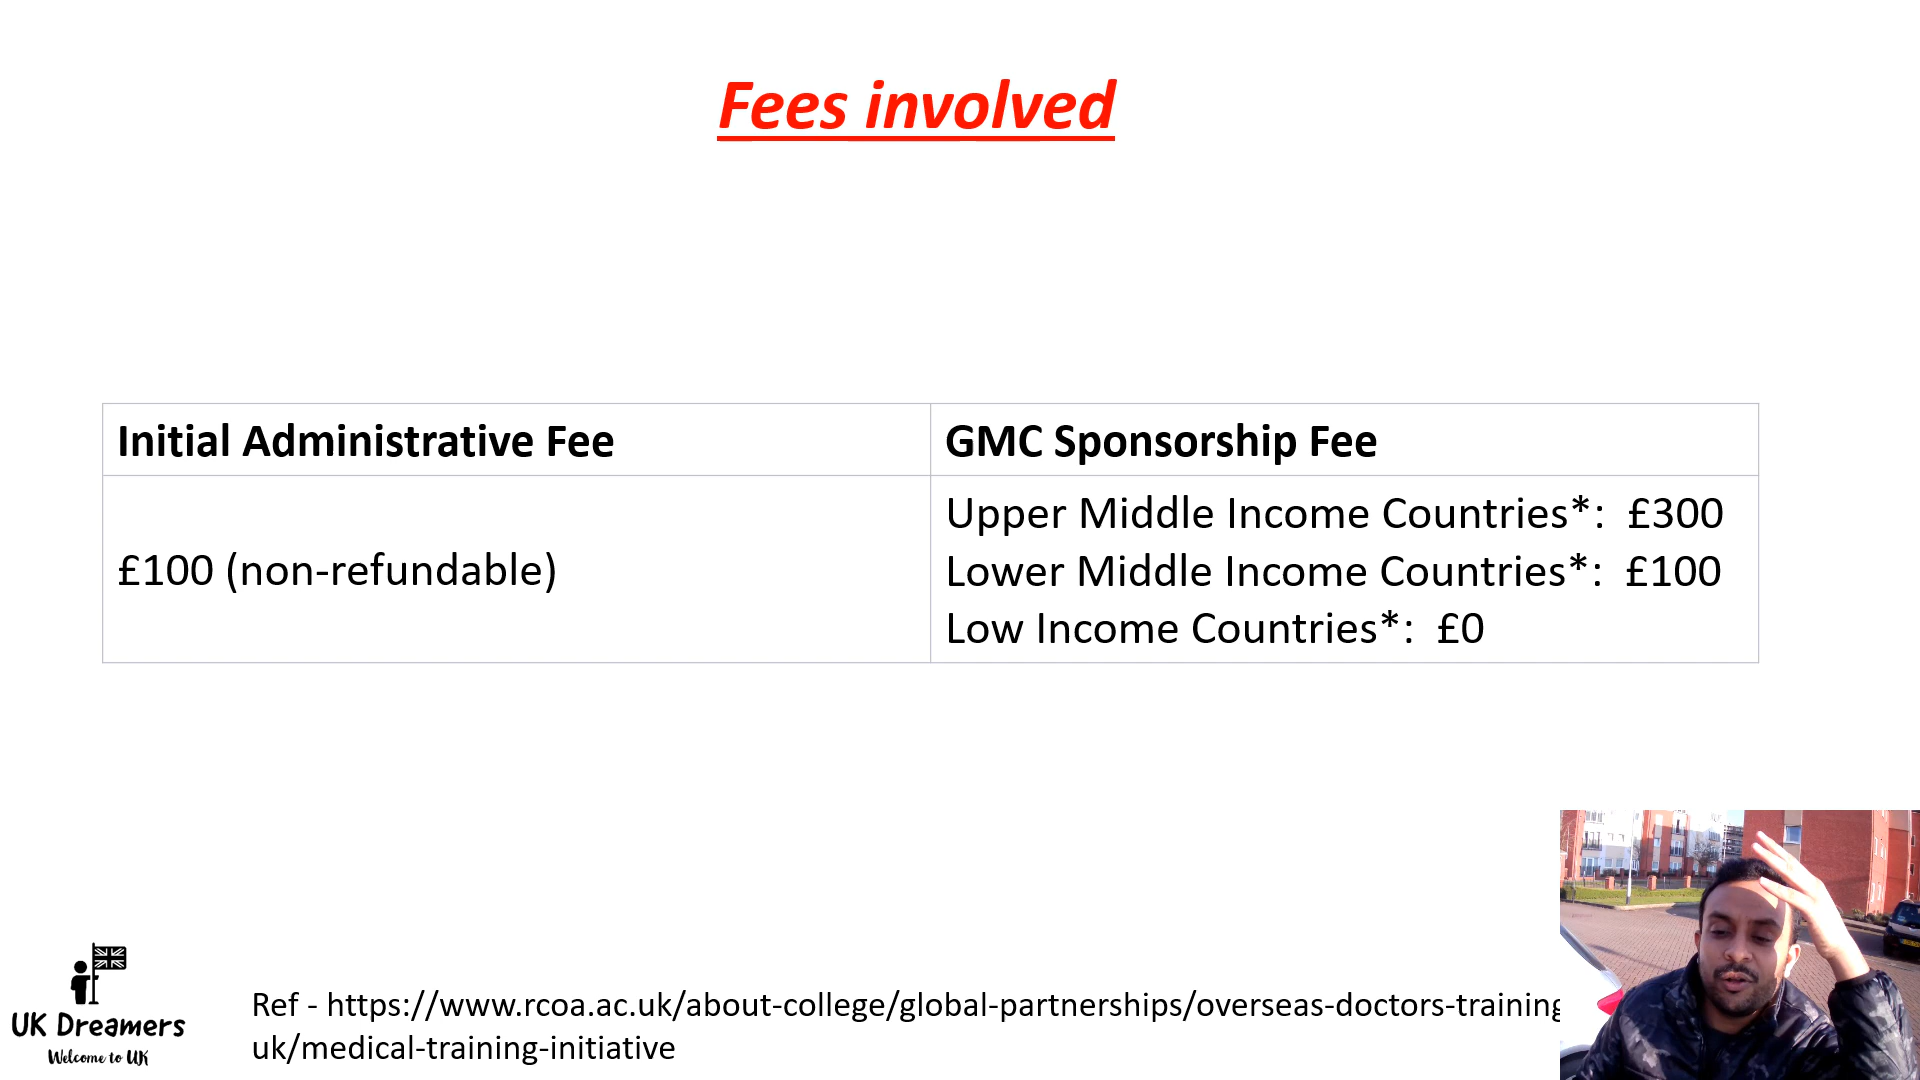 Fees involved
Initial Administrative Fee
GMC Sponsorship Fee
£100 (non-refundable)
Upper Middle Income Countries*:  £300
Lower Middle Income Countries*:  £100
Low Income Countries*:  £0
UK Dreamers
Welcome to UK
Ref - https://www.rcoa.ac.uk/about-college/global-partnerships/overseas-doctors-training
uk/medical-training-initiative